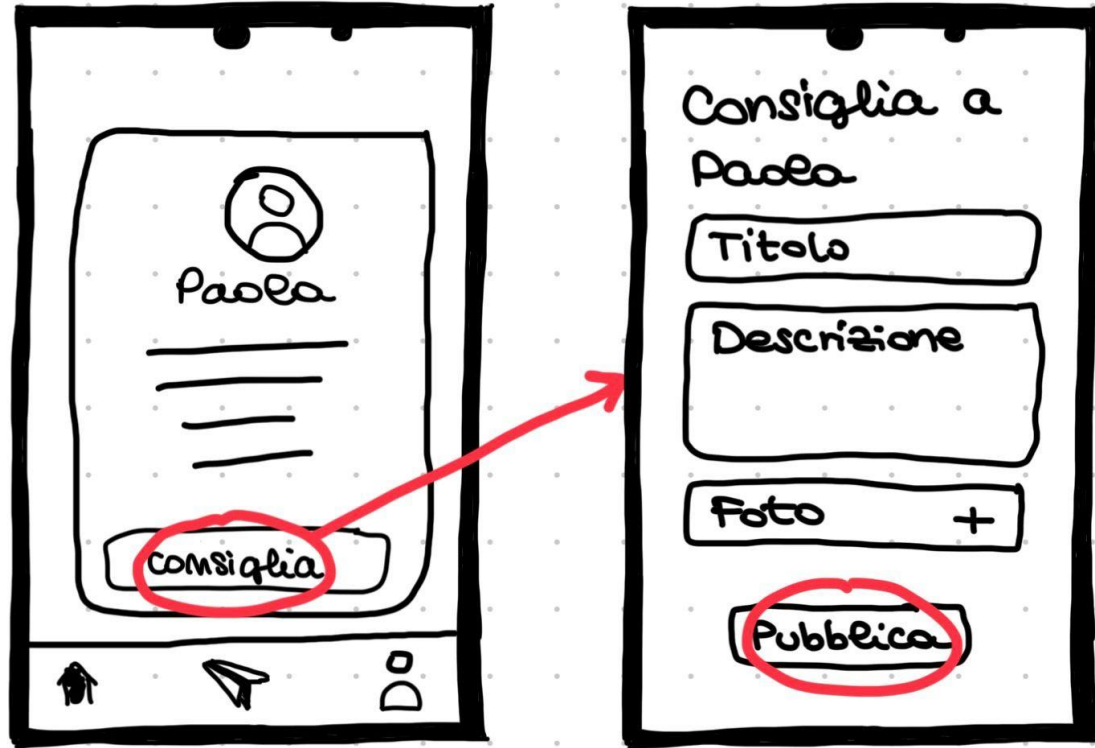 Paola
consiglia
Consiglia a
Paola
Titolo
Descrizione
Foto +
Pubblica